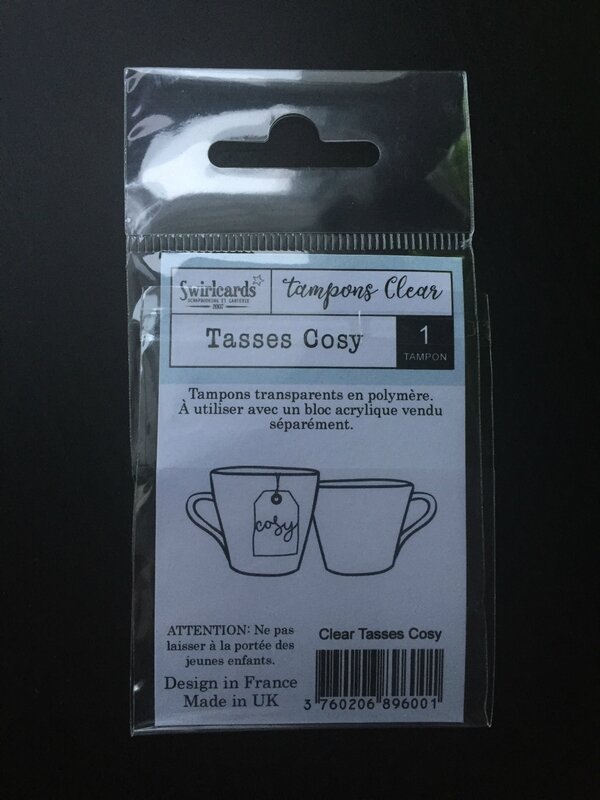 Swirlcards
SCRAPBOOKING ET CARTERIE
2007
tampons Clear
Tasses Cosy
1
TAMPON
Tampons transparents en polymère.
À utiliser avec un bloc acrylique vendu
séparément.
cosy
ATTENTION: Ne pas
laisser à la portée des
jeunes enfants.
Design in France
Made in UK
Clear Tasses Cosy
3 760206 896001